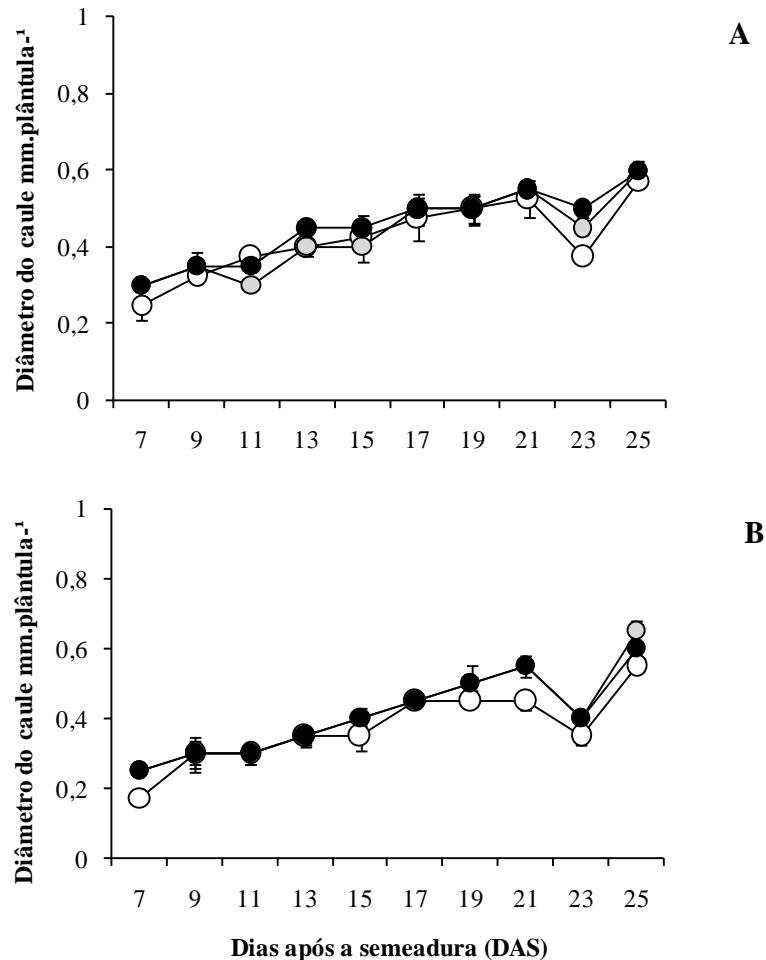 A
Diâmetro do caule mm.plântula-¹
1
0,8
0,6
0,4
0,2
0
7 9 11 13 15 17 19 21 23 25
B
Diâmetro do caule mm.plântula-¹
1
0,8
0,6
0,4
0,2
0
7 9 11 13 15 17 19 21 23 25
Dias após a semeadura (DAS)